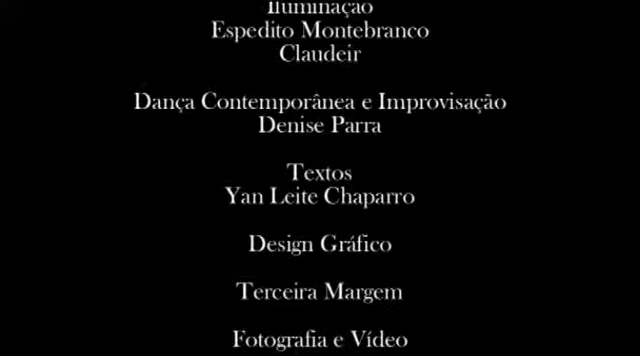 Iluminação
Espedito Montebranco
Claudeir
Dança Contemporânea e Improvisação
Denise Parra
Textos
Yan Leite Chaparro
Design Gráfico
Terceira Margem
Fotografia e Vídeo